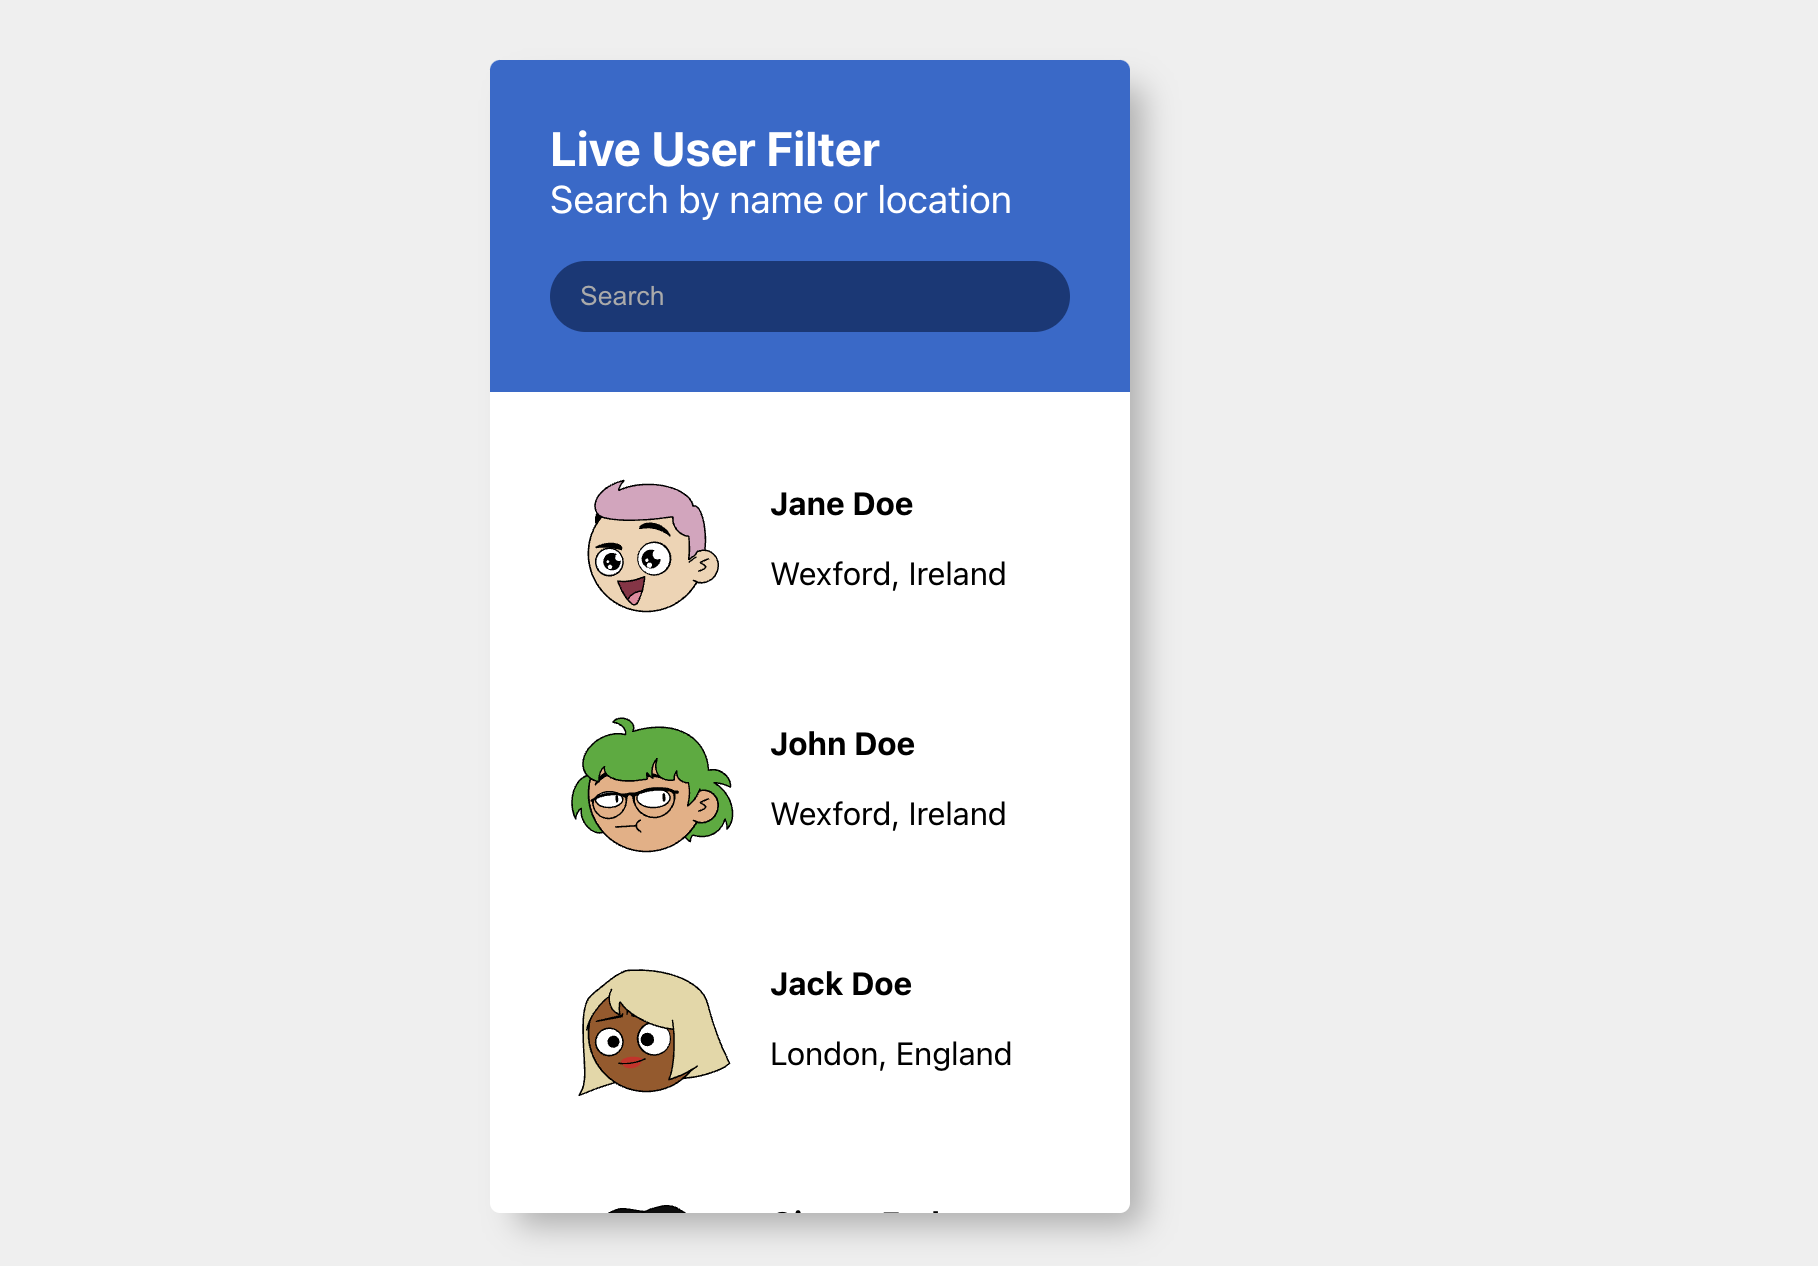 Live User Filter
Search by name or location
Search
Jane Doe
Wexford, Ireland
John Doe
Wexford, Ireland
Jack Doe
London, England